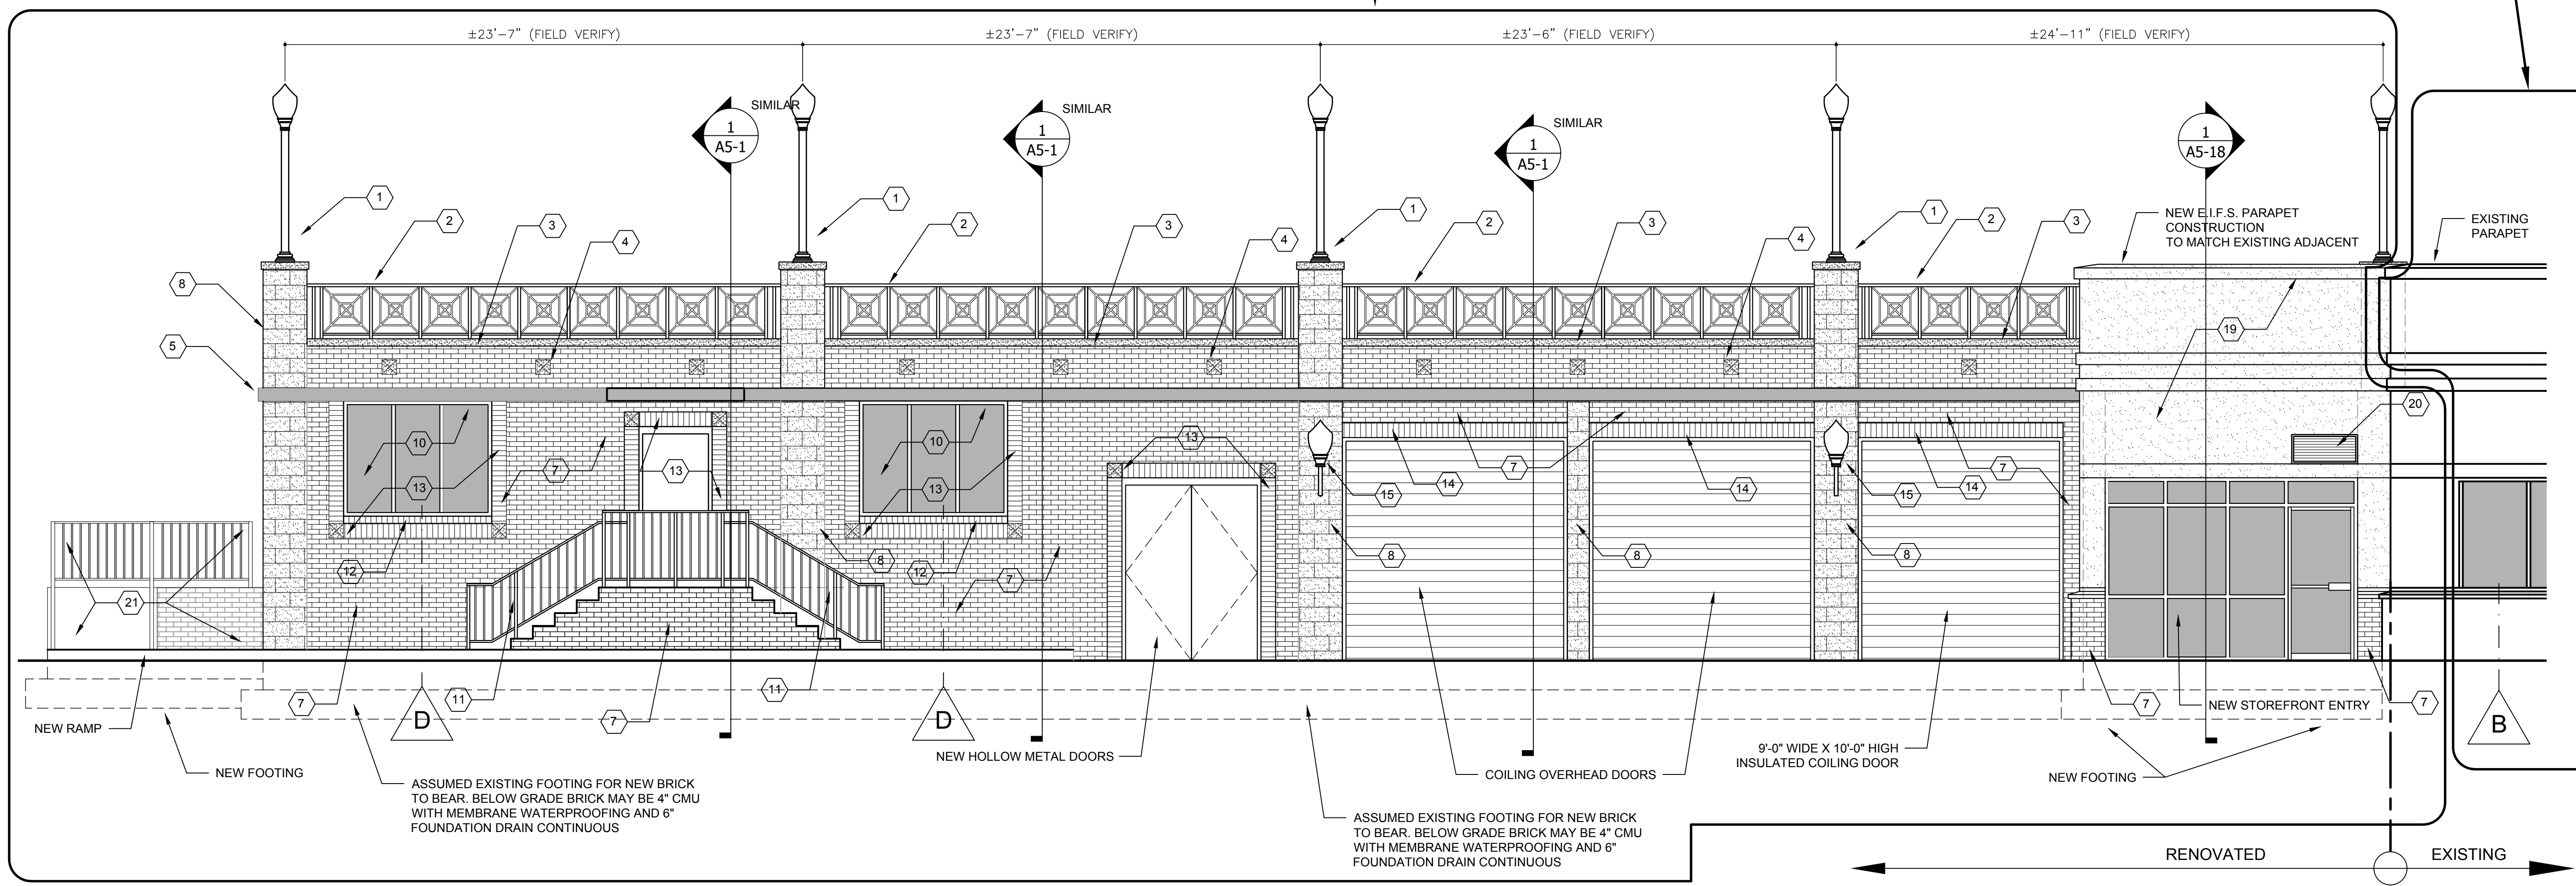 ±23'-7" (FIELD VERIFY)
±23'-7" (FIELD VERIFY)
±23'-6" (FIELD VERIFY)
±24'-11" (FIELD VERIFY)
SIMILAR
1
A5-1
SIMILAR
1
A5-1
SIMILAR
1
A5-1
1
A5-18
1
1
1
1
2
2
2
2
3
3
3
3
4
4
4
NEW E.I.F.S. PARAPET
CONSTRUCTION
TO MATCH EXISTING ADJACENT
EXISTING
PARAPET
8
5
19
20
10
10
13
13
13
13
7
7
7
14
14
14
15
15
12
12
8
8
8
8
7
21
11
11
7
7
7
7
D
D
B
NEW RAMP
NEW FOOTING
ASSUMED EXISTING FOOTING FOR NEW BRICK
TO BEAR. BELOW GRADE BRICK MAY BE 4" CMU
WITH MEMBRANE WATERPROOFING AND 6"
FOUNDATION DRAIN CONTINUOUS
NEW HOLLOW METAL DOORS
COILING OVERHEAD DOORS
9'-0" WIDE X 10'-0" HIGH
INSULATED COILING DOOR
NEW STOREFRONT ENTRY
NEW FOOTING
ASSUMED EXISTING FOOTING FOR NEW BRICK
TO BEAR. BELOW GRADE BRICK MAY BE 4" CMU
WITH MEMBRANE WATERPROOFING AND 6"
FOUNDATION DRAIN CONTINUOUS
RENOVATED
EXISTING